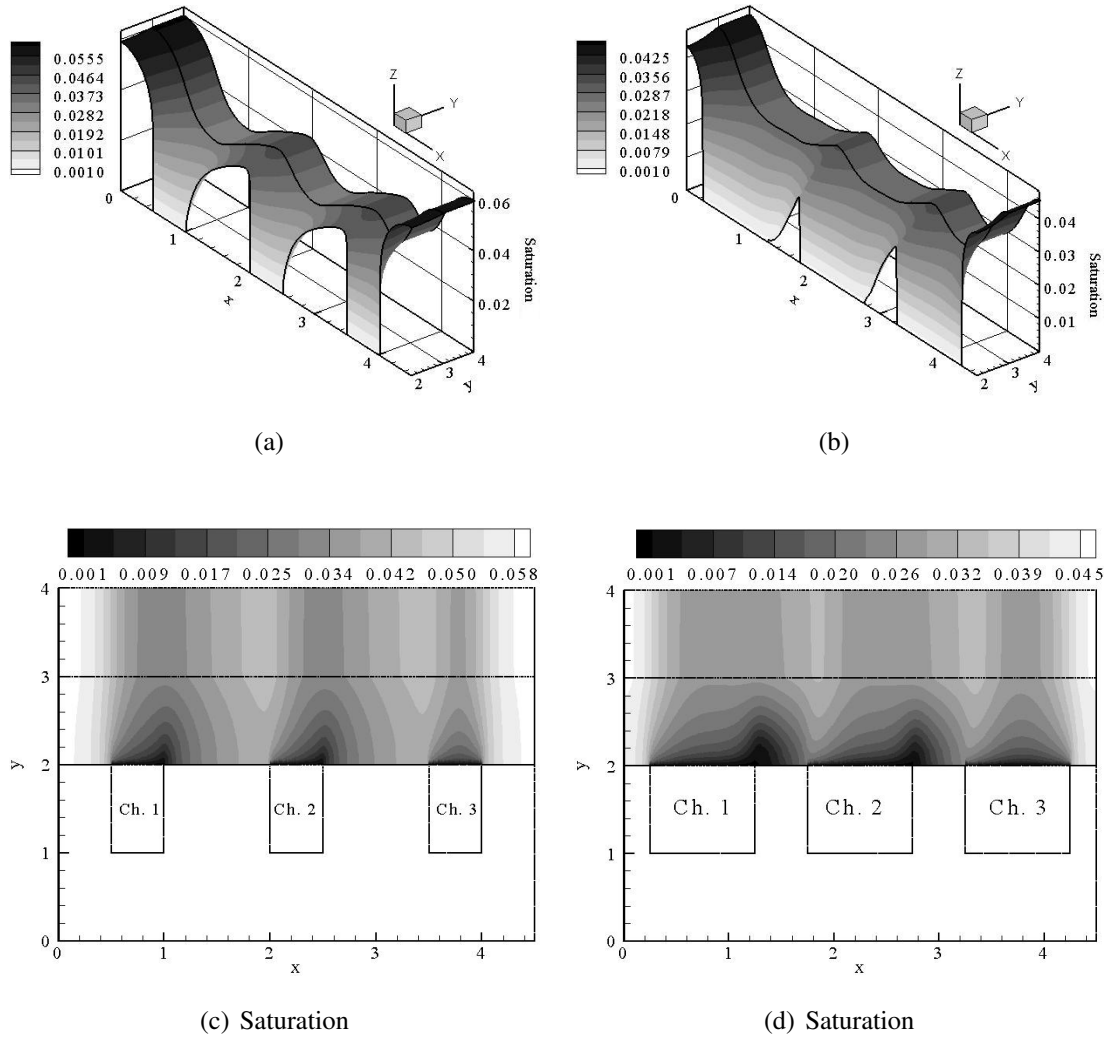 0.0555
0.0464
0.0373
0.0282
0.0192
0.0101
0.0010
Z
Y
X
0
1
2
3
4
x
0.06
0.04
0.02
Saturation
4
3
2
y
(a)
0.0425
0.0356
0.0287
0.0218
0.0148
0.0079
0.0010
Z
Y
X
0
1
2
3
4
x
0.04
0.03
0.02
0.01
Saturation
4
3
2
y
(b)
0.001 0.009 0.017 0.025 0.034 0.042 0.050 0.058
4
3
2
1
0
y
Ch. 1 Ch. 2 Ch. 3
0 1 2 3 4
x
(c) Saturation
0.001 0.007 0.014 0.020 0.026 0.032 0.039 0.045
4
3
2
1
0
y
Ch. 1 Ch. 2 Ch. 3
0 1 2 3 4
x
(d) Saturation